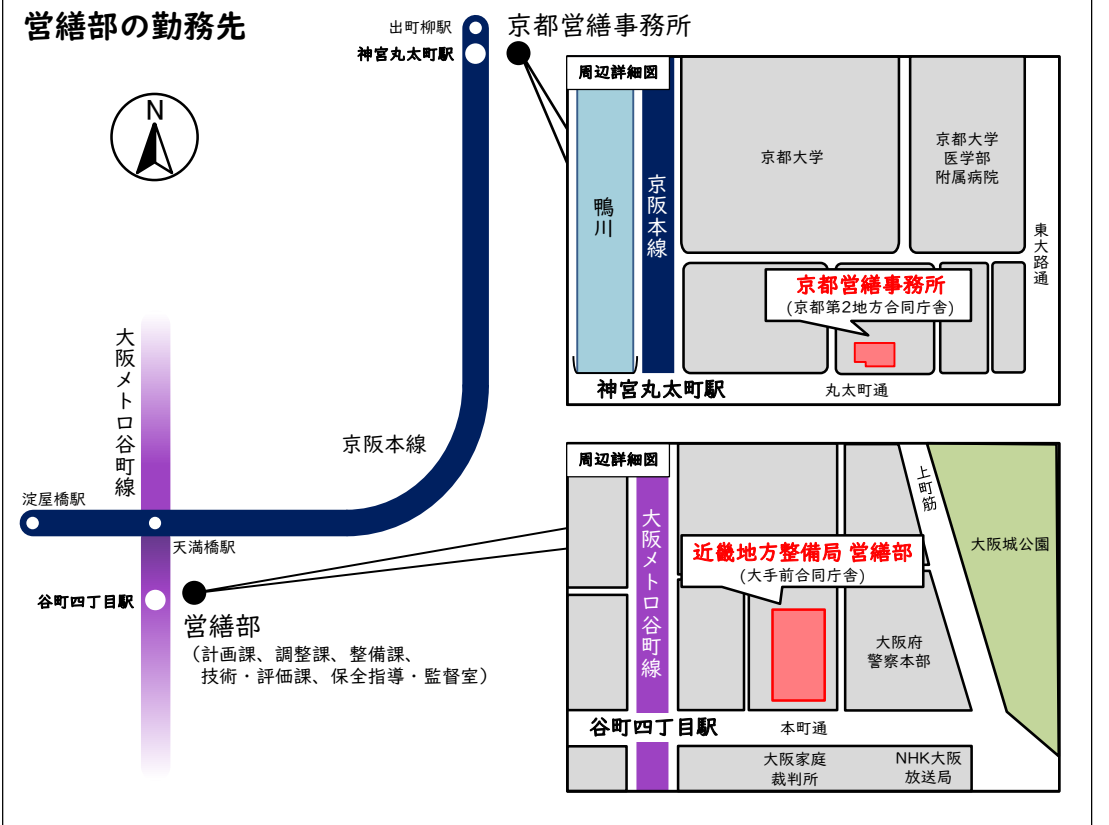 営繕部の勤務先
出町柳駅
神宮丸太町駅
京都営繕事務所
N
大阪メトロ谷町線
京阪本線
淀屋橋駅
天満橋駅
谷町四丁目駅
営繕部
（計画課、調整課、整備課、
技術・評価課、保全指導・監督室）
周辺詳細図
鴨川
京阪本線
京都大学
京都大学
医学部
附属病院
東大路通
京都営繕事務所
(京都第2地方合同庁舎)
神宮丸太町駅
丸太町通
周辺詳細図
大阪メトロ谷町線
上町筋
大阪城公園
近畿地方整備局 営繕部
(大手前合同庁舎)
大阪府
警察本部
谷町四丁目駅
本町通
大阪家庭
裁判所
NHK大阪
放送局